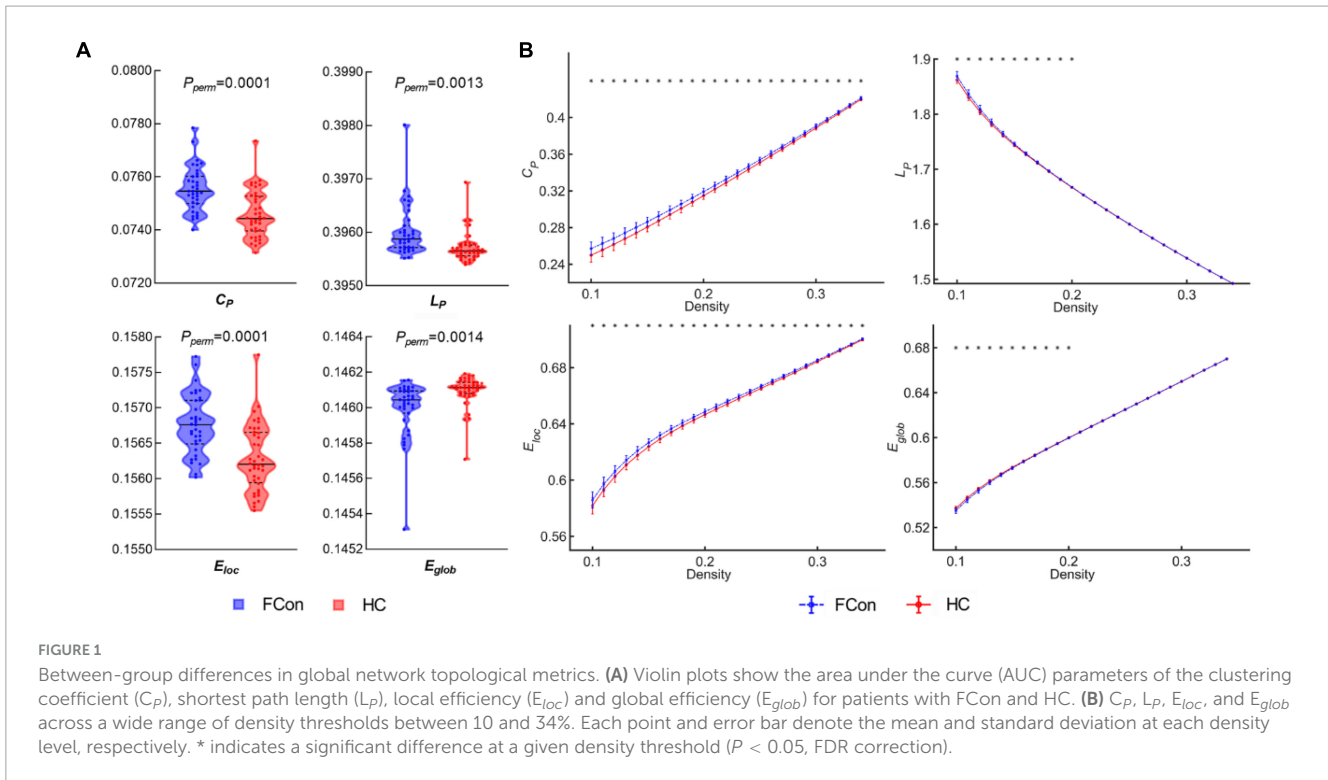 A
B
0.0800
0.0780
0.0760
0.0740
0.0720
P_perm=0.0001
C_P
0.3990
0.3980
0.3970
0.3960
0.3950
P_perm=0.0013
L_P
0.4
0.36
0.32
0.28
0.24
C_P
0.1 0.2 0.3
Density
* * * * * * * * * * * * * * * * * * * * * * * * *
1.9
1.8
1.7
1.6
1.5
L_P
0.1 0.2 0.3
Density
* * * * * * * * * * *
0.1580
0.1575
0.1570
0.1565
0.1560
0.1555
0.1550
P_perm=0.0001
E_loc
0.1464
0.1462
0.1460
0.1458
0.1456
0.1454
0.1452
P_perm=0.0014
E_glob
0.68
0.64
0.6
0.56
E_loc
0.1 0.2 0.3
Density
* * * * * * * * * * * * * * * * * * * * * * * * *
0.68
0.64
0.6
0.56
0.52
E_glob
0.1 0.2 0.3
Density
* * * * * * * * * * *
FCon HC
FCon HC
FIGURE 1
Between-group differences in global network topological metrics. (A) Violin plots show the area under the curve (AUC) parameters of the clustering
coefficient (C_P), shortest path length (L_P), local efficiency (E_loc) and global efficiency (E_glob) for patients with FCon and HC. (B) C_P, L_P, E_loc, and E_glob
across a wide range of density thresholds between 10 and 34%. Each point and error bar denote the mean and standard deviation at each density
level, respectively. * indicates a significant difference at a given density threshold (P < 0.05, FDR correction).